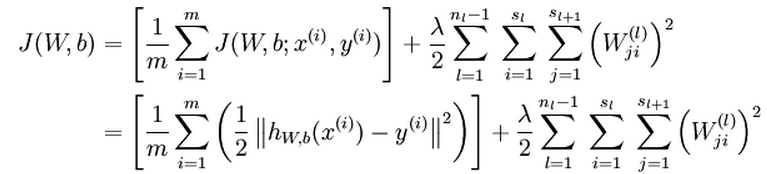 J(W,b) = \left[ \frac{1}{m} \sum_{i=1}^{m} J(W,b;x^{(i)},y^{(i)}) \right] + \frac{\lambda}{2} \sum_{l=1}^{n_l-1} \sum_{i=1}^{s_l} \sum_{j=1}^{s_{l+1}} \left( W_{ji}^{(l)} \right)^2
= \left[ \frac{1}{m} \sum_{i=1}^{m} \left( \frac{1}{2} \left\| h_{W,b}(x^{(i)}) - y^{(i)} \right\|^2 \right) \right] + \frac{\lambda}{2} \sum_{l=1}^{n_l-1} \sum_{i=1}^{s_l} \sum_{j=1}^{s_{l+1}} \left( W_{ji}^{(l)} \right)^2